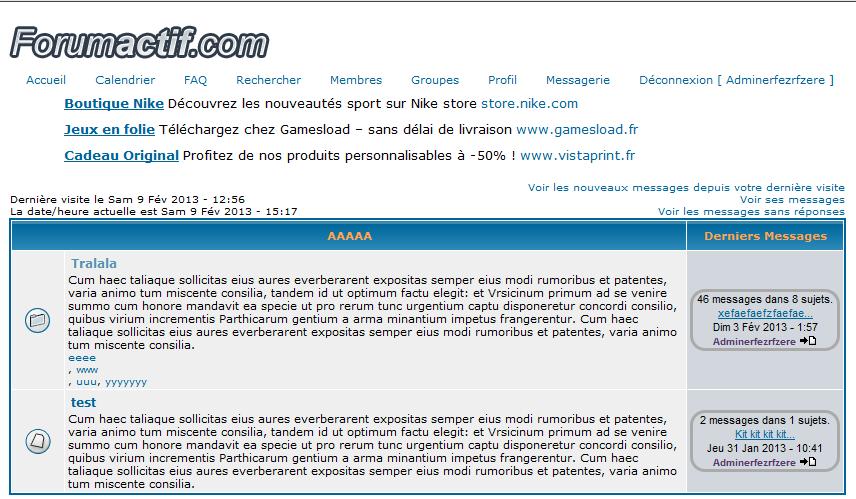 Forumactif.com
Accueil Calendrier FAQ Rechercher Membres Groupes Profil Messagerie Déconnexion [ Adminerfezrfzere ]
Boutique Nike Découvrez les nouveautés sport sur Nike store store.nike.com
Jeux en folie Téléchargez chez Gamesload – sans délai de livraison www.gamesload.fr
Cadeau Original Profitez de nos produits personnalisables à -50% ! www.vistaprint.fr
Voir les nouveaux messages depuis votre dernière visite
Dernière visite le Sam 9 Fév 2013 - 12:56 Voir ses messages
La date/heure actuelle est Sam 9 Fév 2013 - 15:17 Voir les messages sans réponses
AAAAA Derniers Messages
Tralala
Cum haec taliaque sollicitas eius aures everberarent expositas semper eius modi rumoribus et patentes,
varia animo tum miscente consilia, tandem id ut optimum factu elegit: et Vrsicinum primum ad se venire
summo cum honore mandavit ea specie ut pro rerum tunc urgentium captu disponeretur concordi consilio,
quibus virium incrementis Parthicarum gentium a arma minantium impetus frangerentur. Cum haec
taliaque sollicitas eius aures everberarent expositas semper eius modi rumoribus et patentes, varia animo
tum miscente consilia.
eeee
, www
, uuu, yyyyyyy
46 messages dans 8 sujets.
xefaefaefzfaefae...
Dim 3 Fév 2013 - 1:57
Adminerfezrfzere
test
Cum haec taliaque sollicitas eius aures everberarent expositas semper eius modi rumoribus et patentes,
varia animo tum miscente consilia, tandem id ut optimum factu elegit: et Vrsicinum primum ad se venire
summo cum honore mandavit ea specie ut pro rerum tunc urgentium captu disponeretur concordi consilio,
quibus virium incrementis Parthicarum gentium a arma minantium impetus frangerentur. Cum haec
taliaque sollicitas eius aures everberarent expositas semper eius modi rumoribus et patentes, varia animo
tum miscente consilia.
2 messages dans 1 sujets.
Kit kit kit kit...
Jeu 31 Jan 2013 - 10:41
Adminerfezrfzere